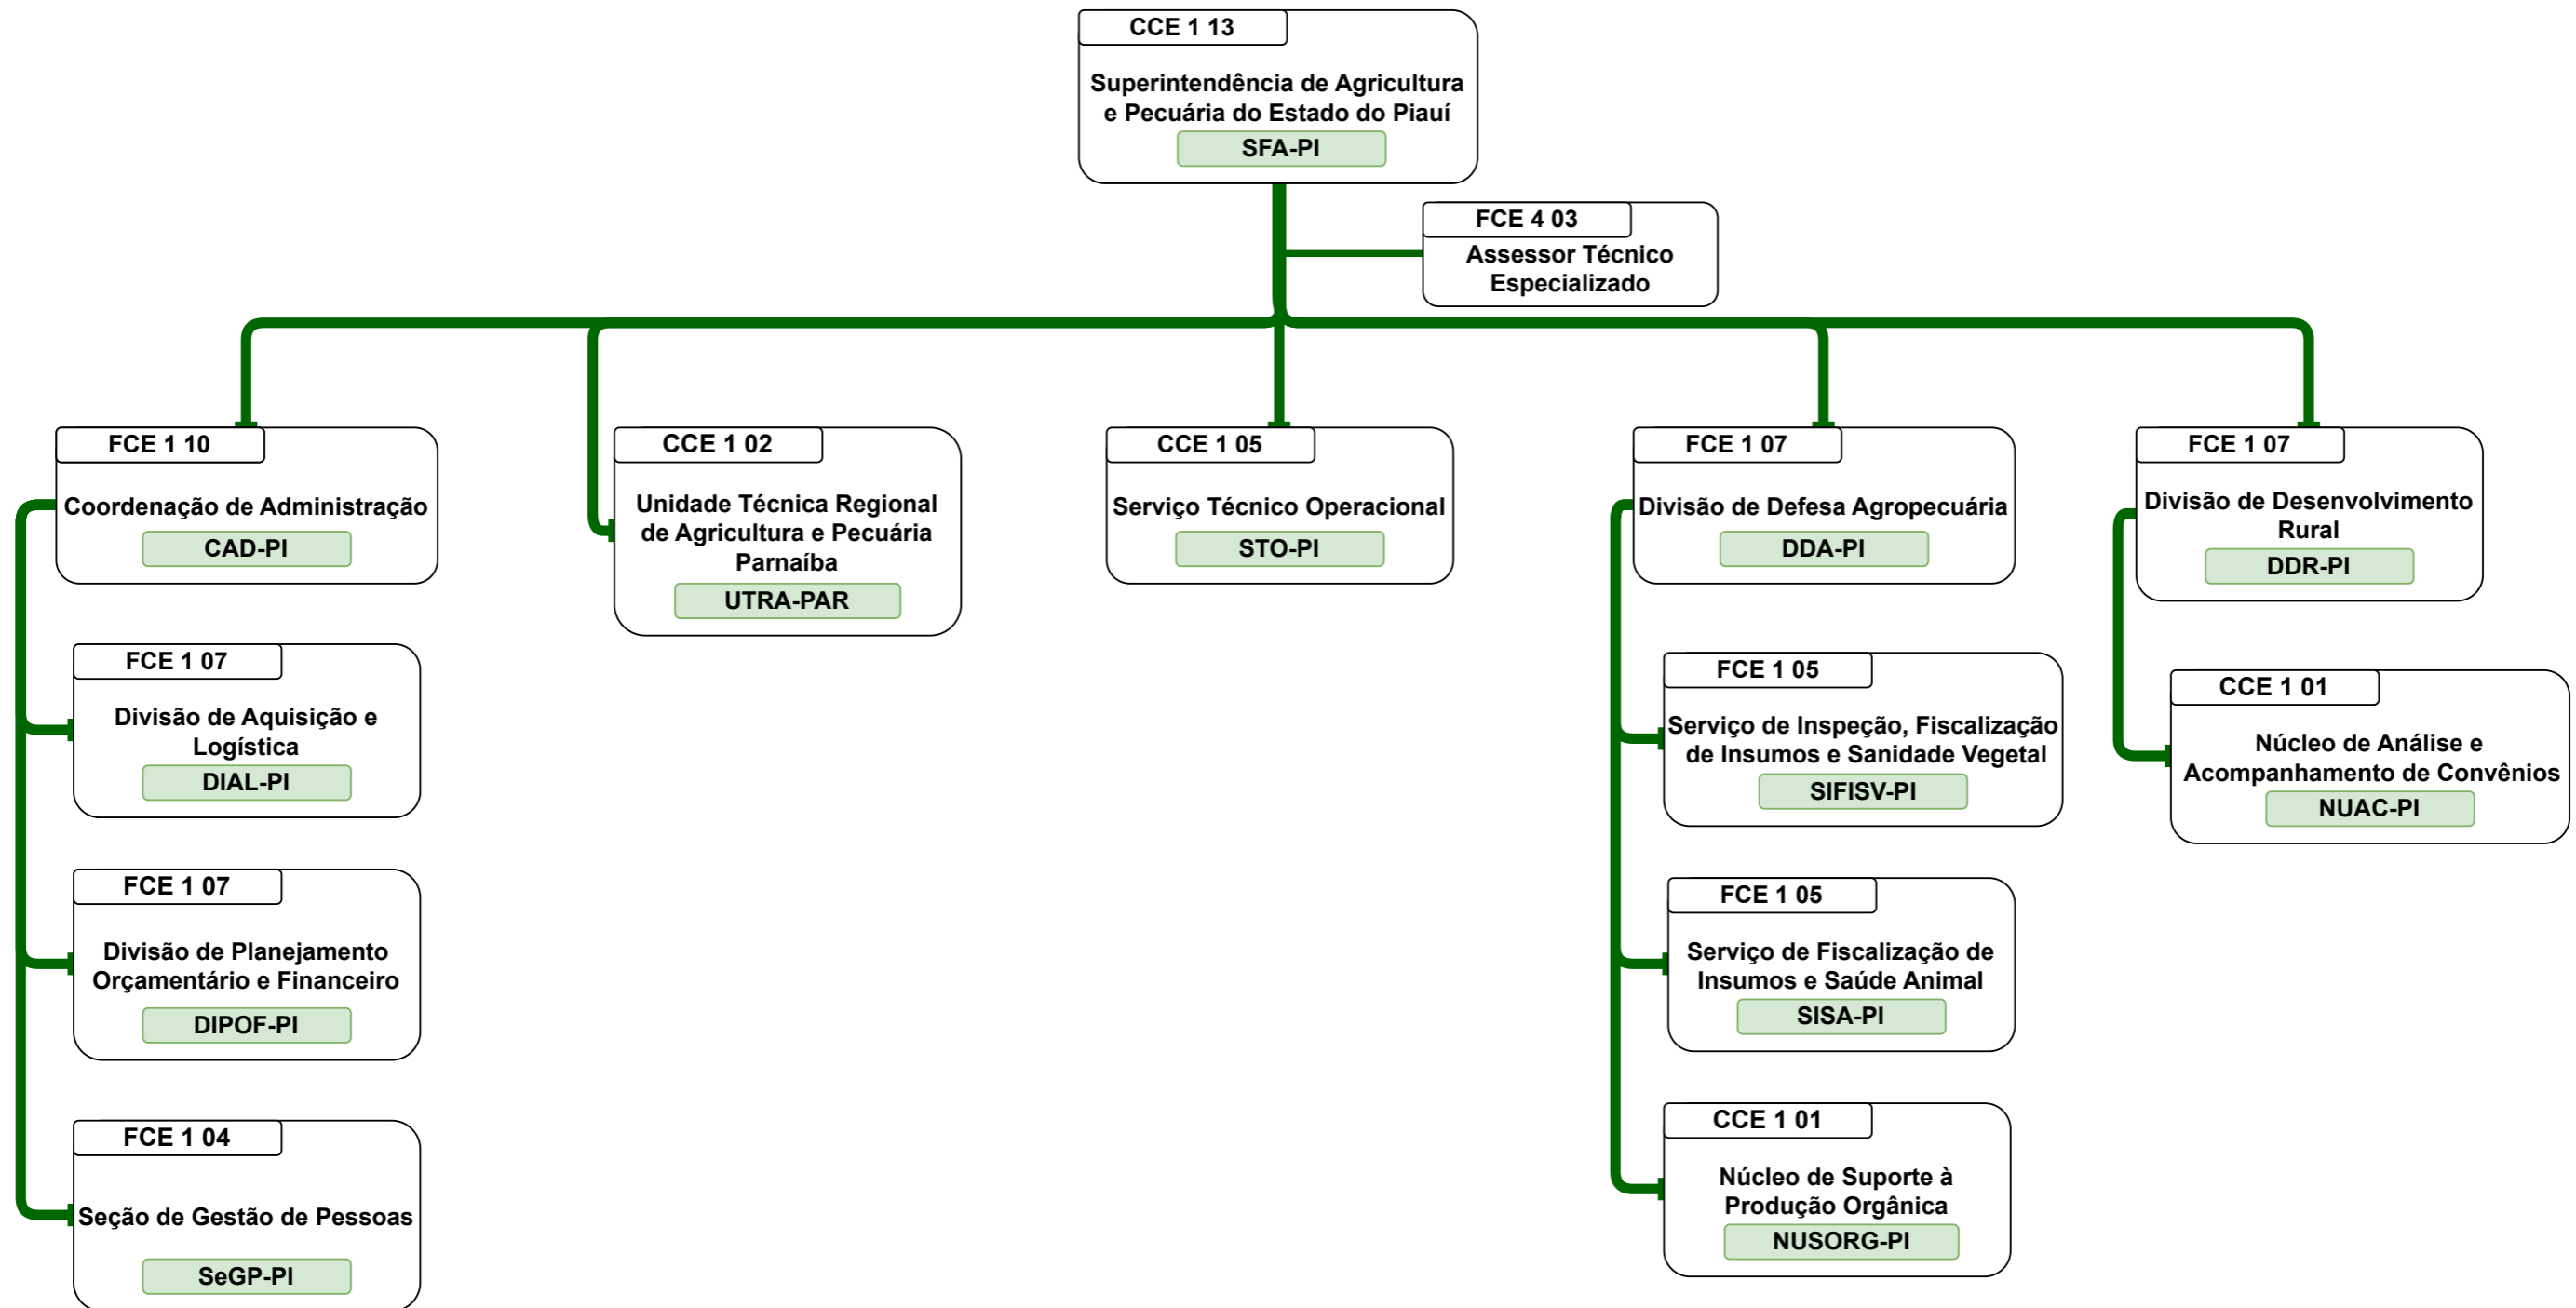 CCE 1 13
Superintendência de Agricultura
e Pecuária do Estado do Piauí
SFA-PI
FCE 4 03
Assessor Técnico
Especializado
FCE 1 10
Coordenação de Administração
CAD-PI
FCE 1 07
Divisão de Aquisição e
Logística
DIAL-PI
FCE 1 07
Divisão de Planejamento
Orçamentário e Financeiro
DIPOF-PI
FCE 1 04
Seção de Gestão de Pessoas
SeGP-PI
CCE 1 02
Unidade Técnica Regional
de Agricultura e Pecuária
Parnaíba
UTRA-PAR
CCE 1 05
Serviço Técnico Operacional
STO-PI
FCE 1 07
Divisão de Defesa Agropecuária
DDA-PI
FCE 1 05
Serviço de Inspeção, Fiscalização
de Insumos e Sanidade Vegetal
SIFISV-PI
FCE 1 05
Serviço de Fiscalização de
Insumos e Saúde Animal
SISA-PI
CCE 1 01
Núcleo de Suporte à
Produção Orgânica
NUSORG-PI
FCE 1 07
Divisão de Desenvolvimento
Rural
DDR-PI
CCE 1 01
Núcleo de Análise e
Acompanhamento de Convênios
NUAC-PI